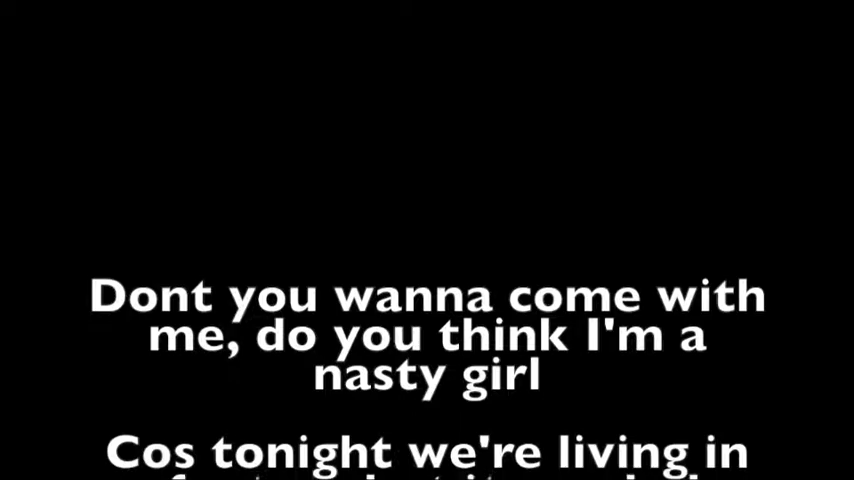 Dont you wanna come with
me, do you think I'm a
nasty girl
Cos tonight we're living in